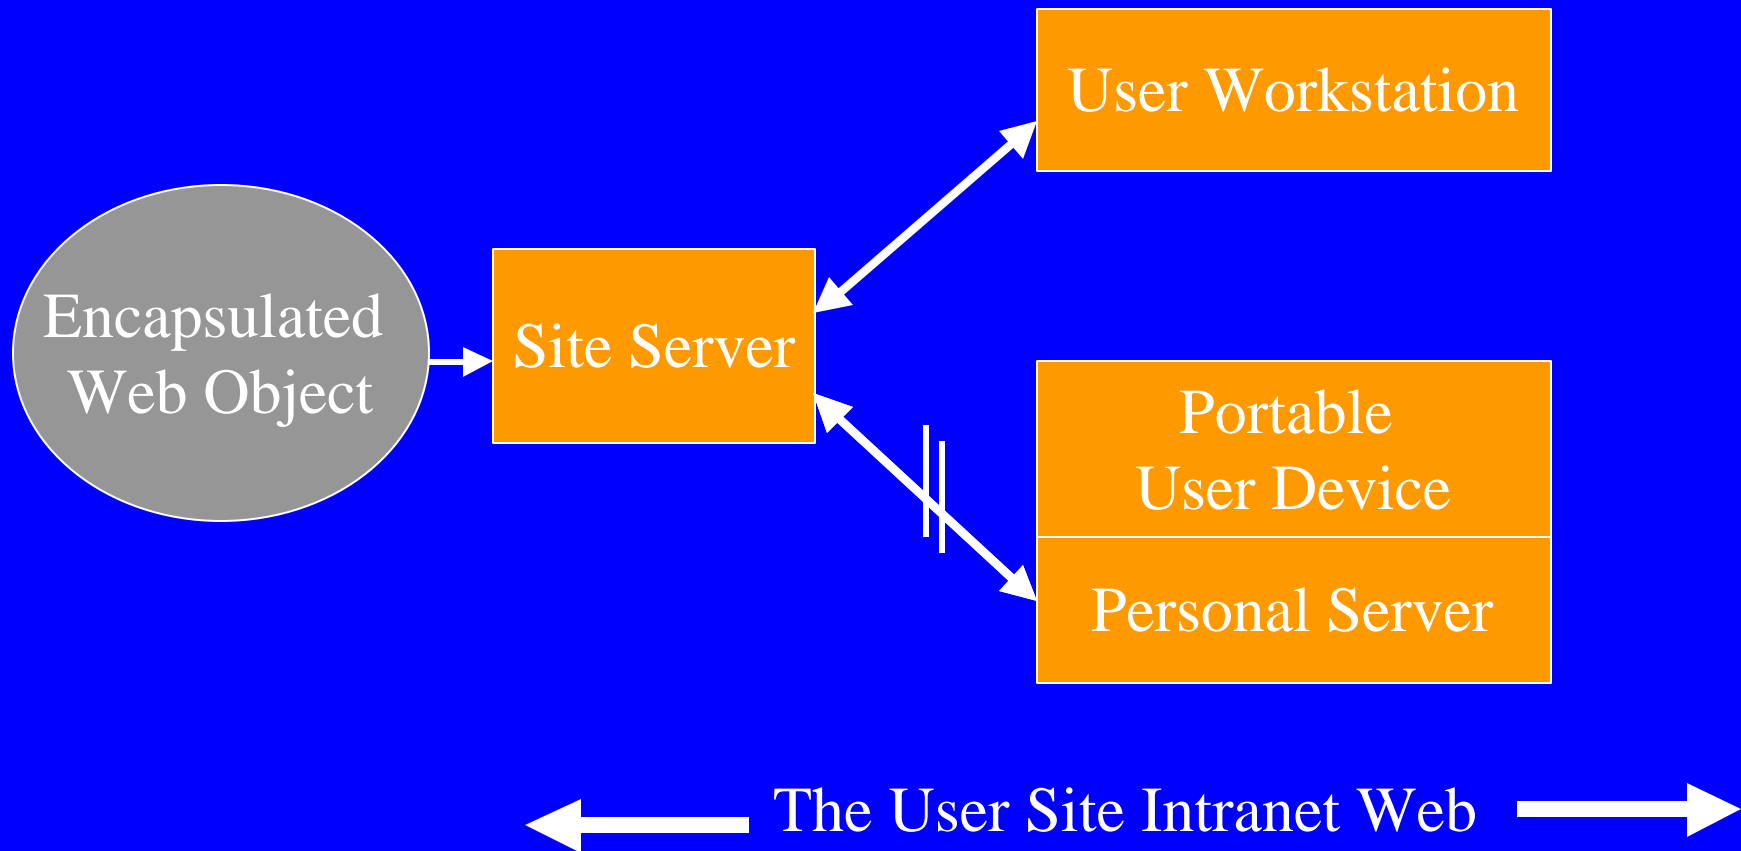 User Workstation
Encapsulated
Web Object
Site Server
Portable
User Device
Personal Server
The User Site Intranet Web